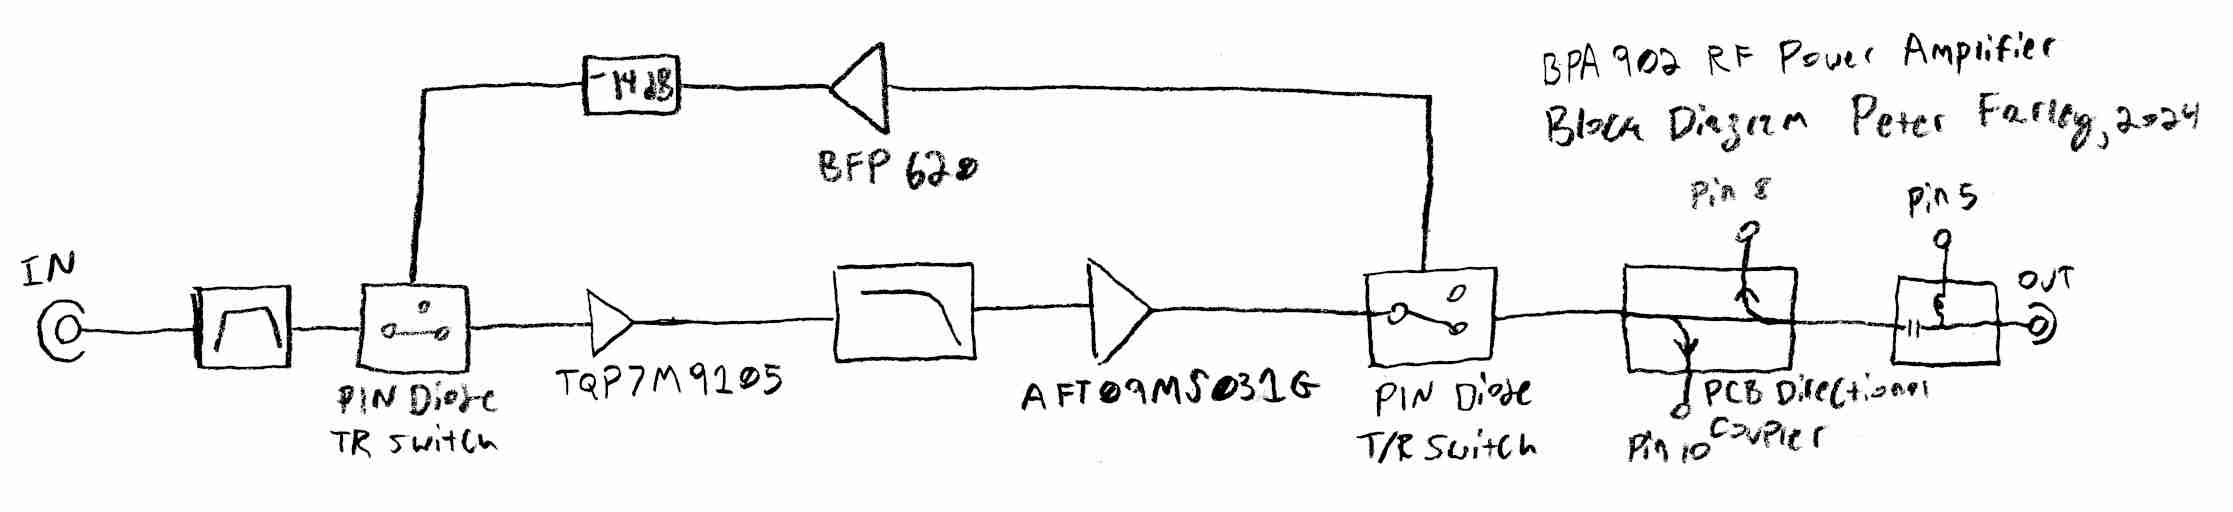 BPA 902 RF Power Amplifier
Block Diagram Peter Farley, 2024
-14 dB
BFP 620
Pin 8
Pin 5
IN
OUT
TQP7M9105
AFT09MS031G
PIN Diode
TR Switch
PIN Diode
T/R Switch
PCB Directional
Coupler
Pin 10